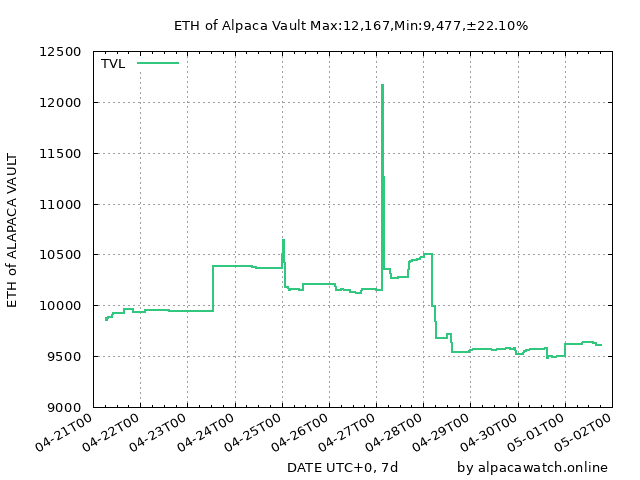 ETH of Alpaca Vault Max:12,167,Min:9,477,±22.10%
12500
TVL
12000
11500
11000
10500
10000
9500
9000
ETH of ALAPACA VAULT
04-21T00
04-22T00
04-23T00
04-24T00
04-25T00
04-26T00
04-27T00
04-28T00
04-29T00
04-30T00
05-01T00
05-02T00
DATE UTC+0, 7d
by alpacawatch.online